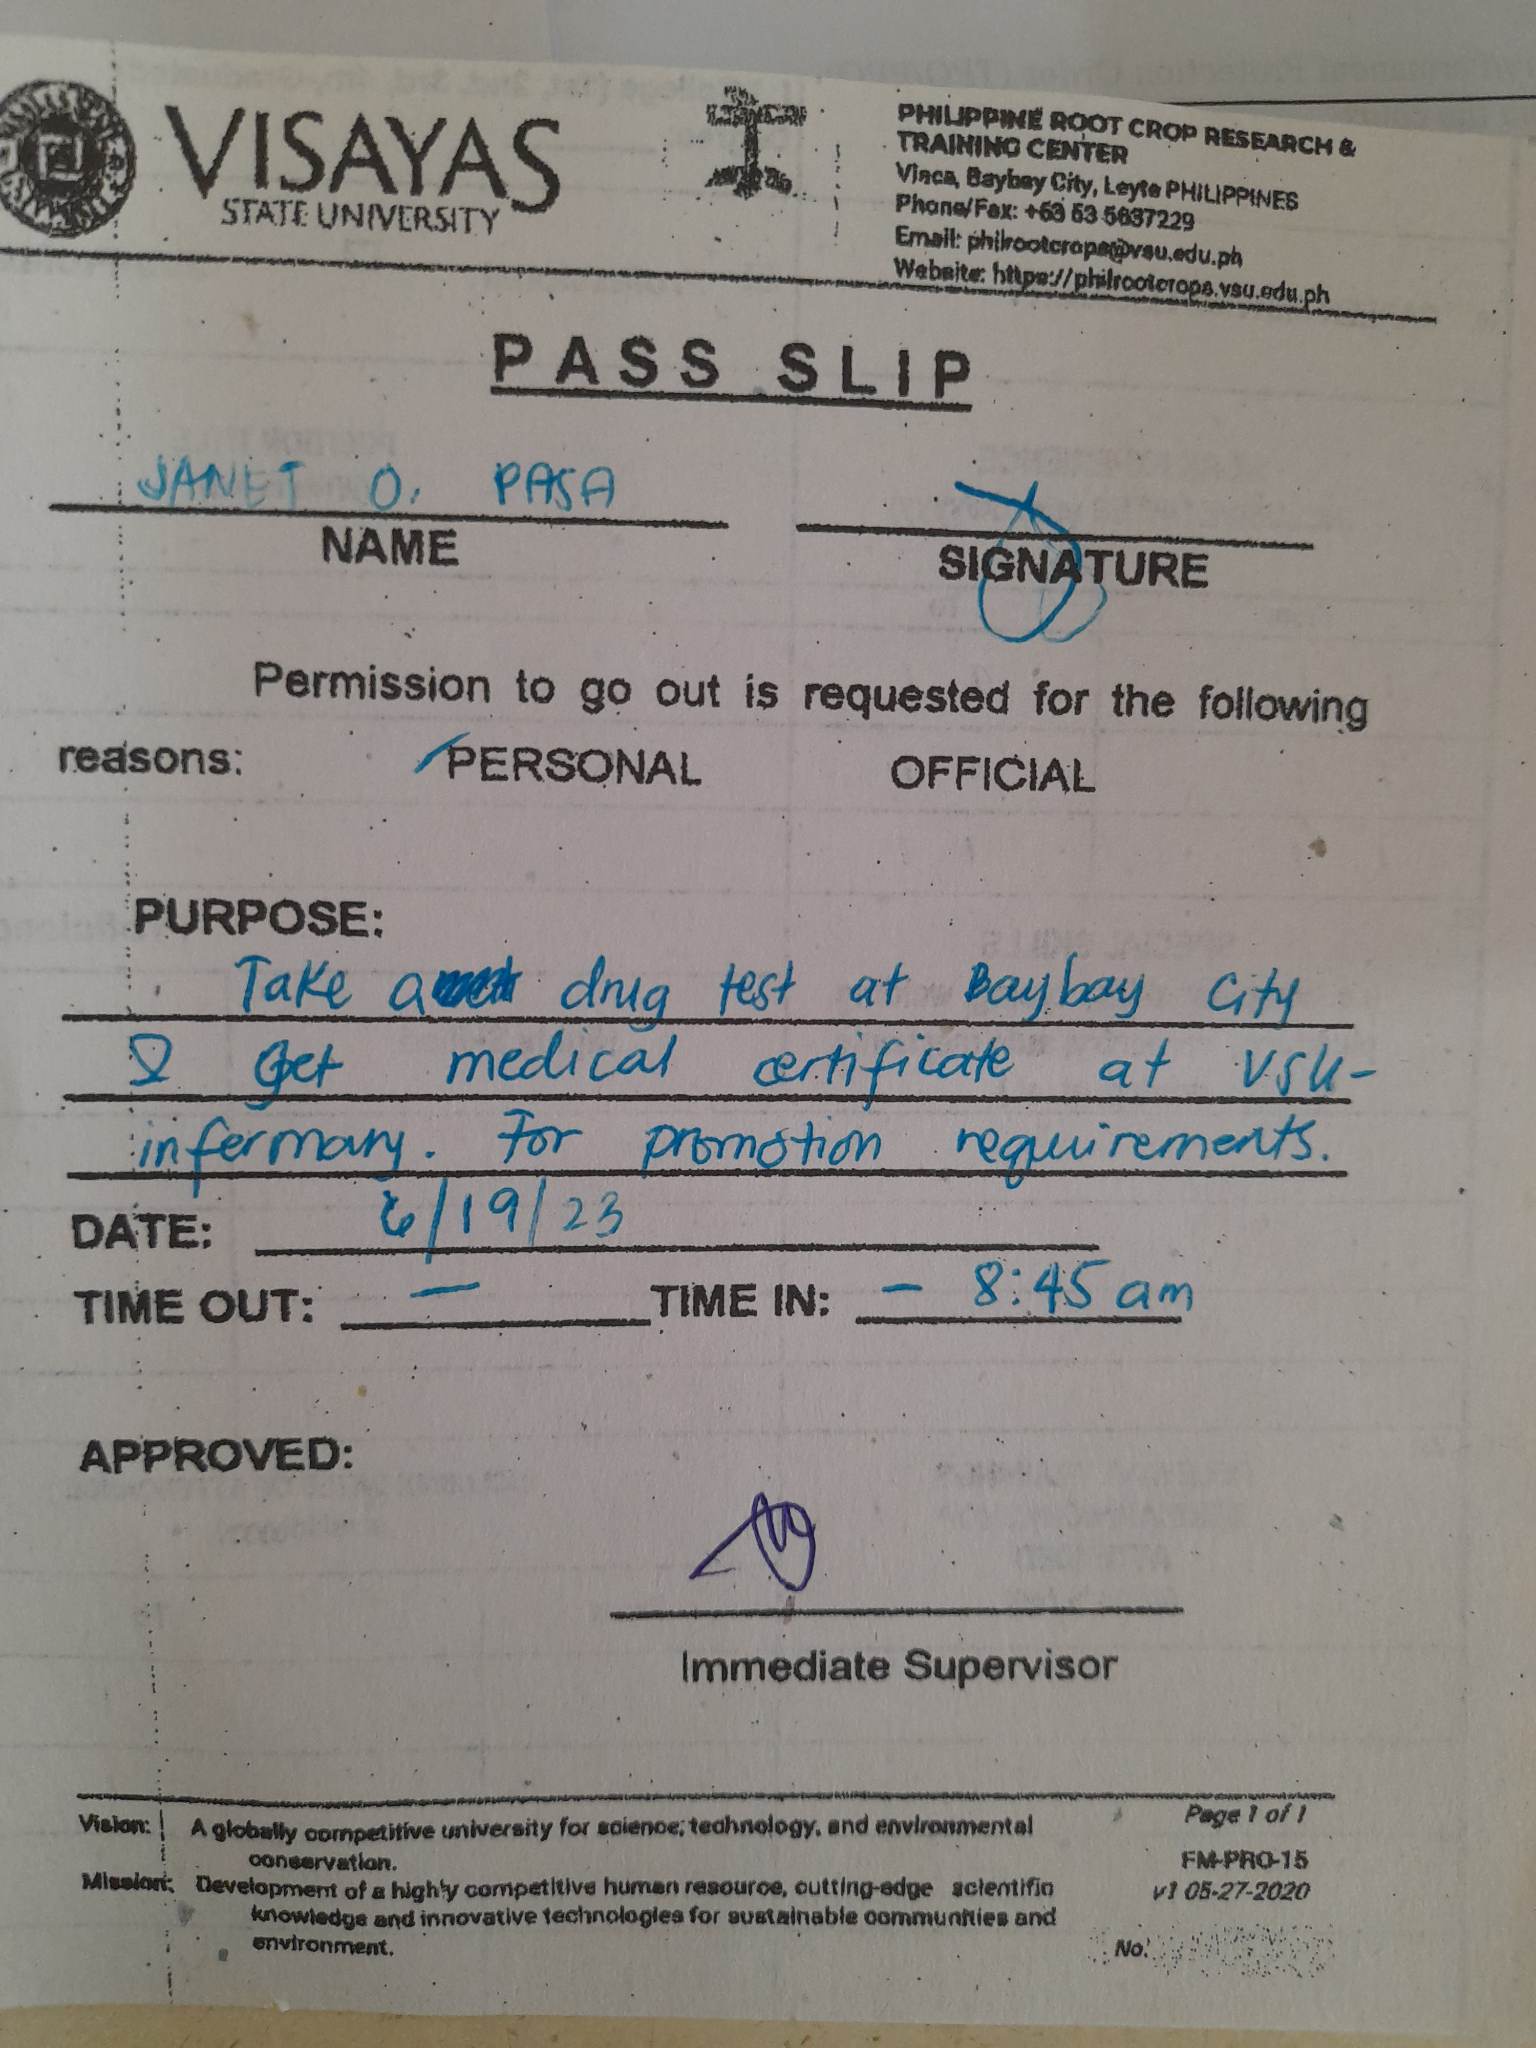 VISAYAS
STATE UNIVERSITY
PHILIPPINE ROOT CROP RESEARCH &
TRAINING CENTER
Visca, Baybay City, Leyte PHILIPPINES
Phone/Fax: +63 53 5637229
Email: philrootcrops@vsu.edu.ph
Website: https://philrootcrops.vsu.edu.ph
PASS SLIP
JANET O. PASA
NAME
SIGNATURE
Permission to go out is requested for the following
reasons: PERSONAL OFFICIAL
PURPOSE:
Take a drug test at Baybay City
& Get medical certificate at VSU-
infermary. For promotion requirements.
DATE: 6/19/23
TIME OUT: — TIME IN: - 8:45 am
APPROVED:
Immediate Supervisor
Vision: A globally competitive university for science, technology, and environmental
conservation.
Mission: Development of a highly competitive human resource, cutting-edge scientific
knowledge and innovative technologies for sustainable communities and
environment.
Page 1 of 1
FM-PRO-15
v1 05-27-2020
No.